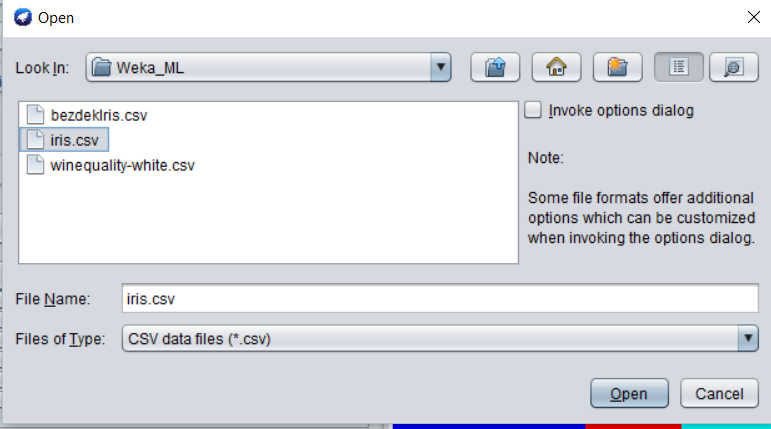 Open
Look In: Weka_ML
bezdekIris.csv
iris.csv
winequality-white.csv
Invoke options dialog
Note:
Some file formats offer additional
options which can be customized
when invoking the options dialog.
File Name: iris.csv
Files of Type: CSV data files (*.csv)
Open Cancel